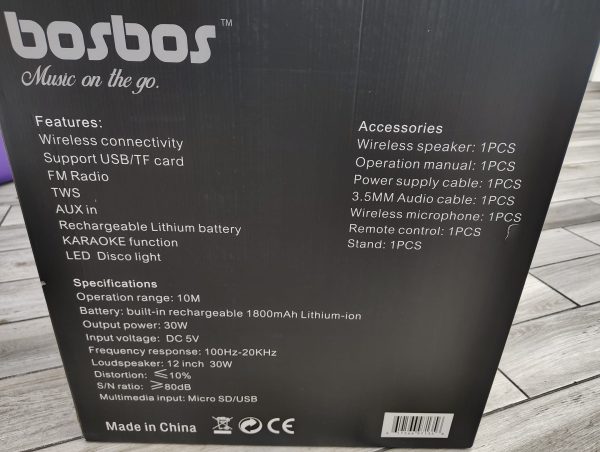 bosbos™
Music on the go.
Features:
Wireless connectivity
Support USB/TF card
FM Radio
TWS
AUX in
Rechargeable Lithium battery
KARAOKE function
LED Disco light
Accessories
Wireless speaker: 1PCS
Operation manual: 1PCS
Power supply cable: 1PCS
3.5MM Audio cable: 1PCS
Wireless microphone: 1PCS
Remote control: 1PCS
Stand: 1PCS
Specifications
Operation range: 10M
Battery: built-in rechargeable 1800mAh Lithium-ion
Output power: 30W
Input voltage: DC 5V
Frequency response: 100Hz-20KHz
Loudspeaker: 12 inch 30W
Distortion: ≤10%
S/N ratio: ≥80dB
Multimedia input: Micro SD/USB
Made in China CE